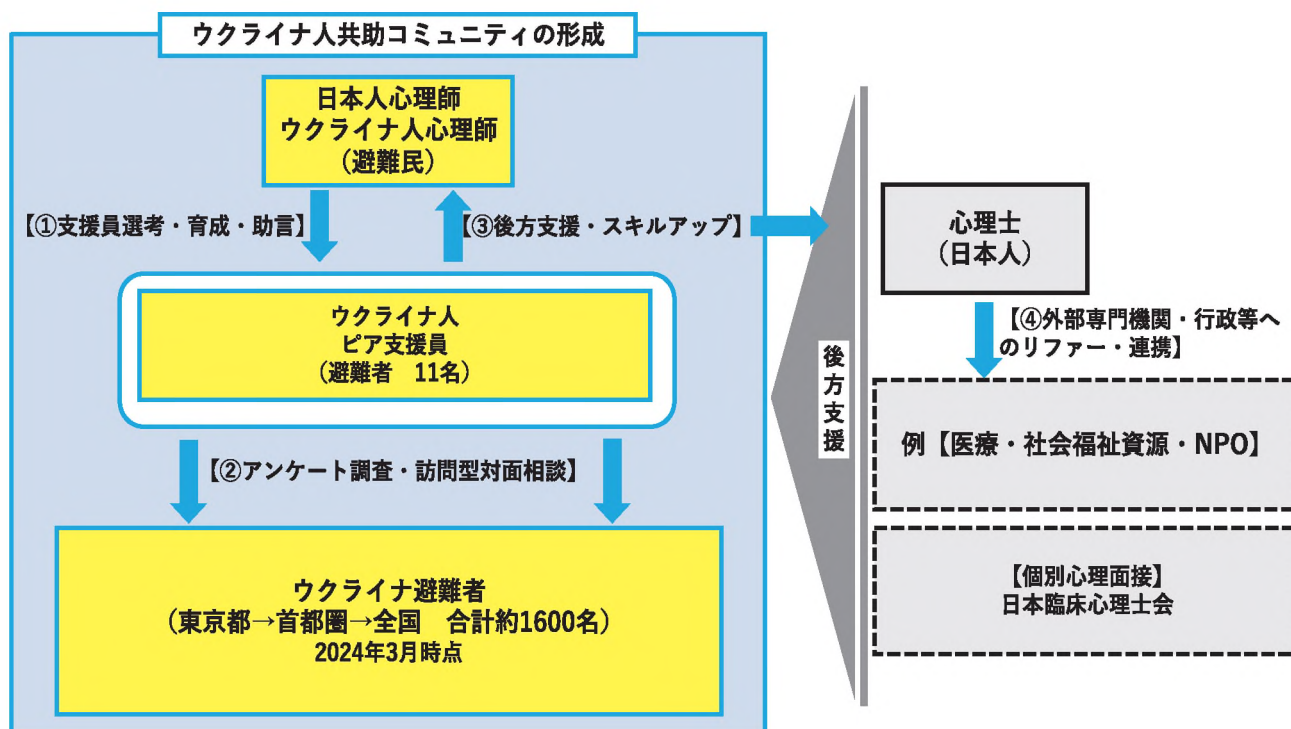 ウクライナ人共助コミュニティの形成
日本人心理師
ウクライナ人心理師
(避難民)
【①支援員選考・育成・助言】
【③後方支援・スキルアップ】
ウクライナ人
ピア支援員
(避難者　11名)
【②アンケート調査・訪問型対面相談】
ウクライナ避難者
(東京都→首都圏→全国　合計約1600名)
2024年3月時点
後方支援
心理士
(日本人)
【④外部専門機関・行政等へ
のリファー・連携】
例【医療・社会福祉資源・NPO】
【個別心理面接】
日本臨床心理士会